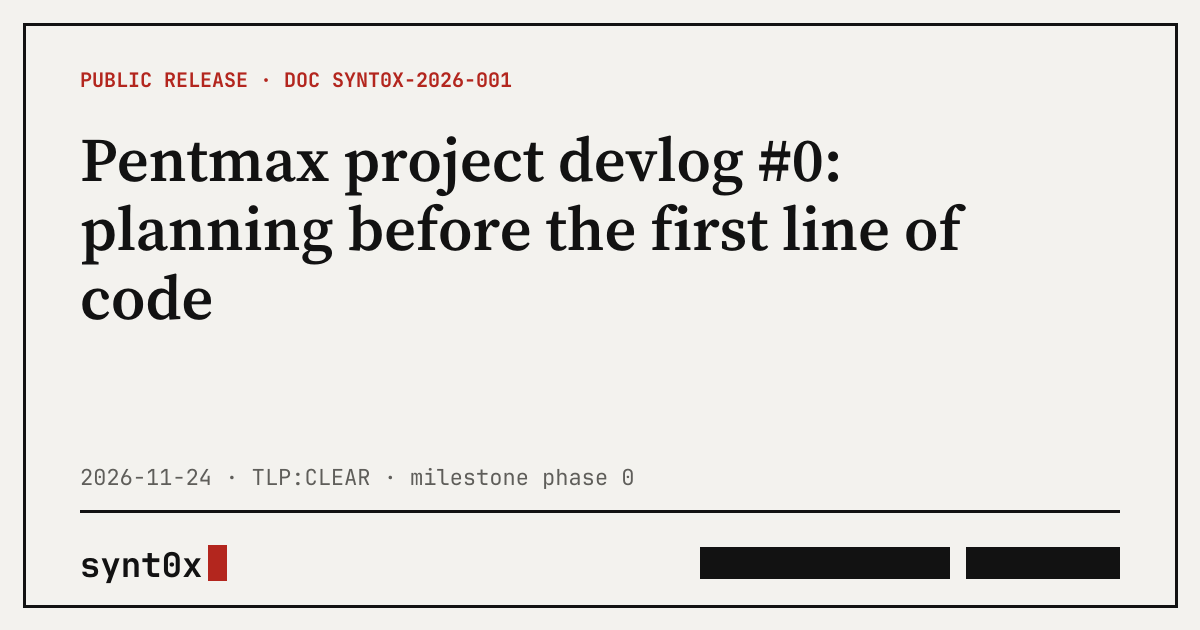 PUBLIC RELEASE · DOC SYNT0X-2026-001
Pentmax project devlog #0:
planning before the first line of
code
2026-11-24 · TLP:CLEAR · milestone phase 0
synt0x